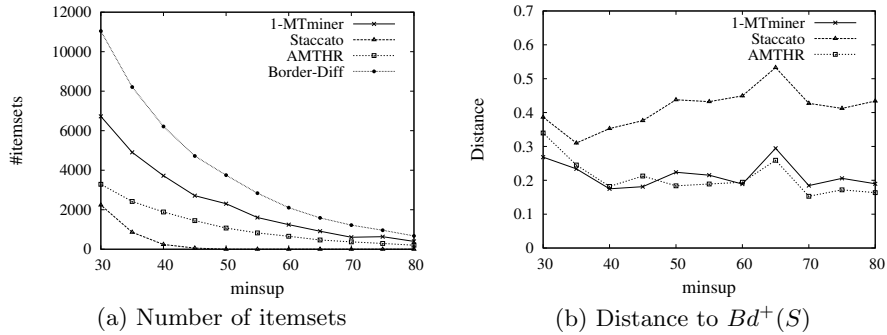 12000
10000
8000
6000
4000
2000
0
#itemsets
30 40 50 60 70 80
minsup
1-MTminer
Staccato
AMTHR
Border-Diff
(a) Number of itemsets
0.7
0.6
0.5
0.4
0.3
0.2
0.1
0
Distance
30 40 50 60 70 80
minsup
1-MTminer
Staccato
AMTHR
(b) Distance to Bd⁺(S)